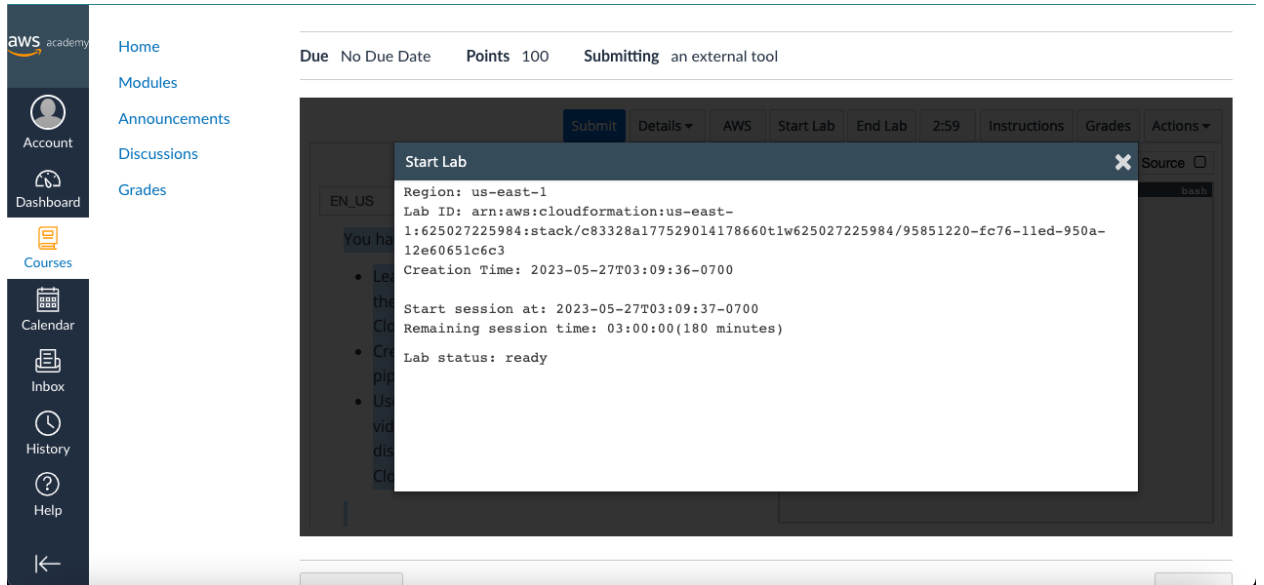 aws academy
Account
Dashboard
Courses
Calendar
Inbox
History
Help
Home
Modules
Announcements
Discussions
Grades
Due No Due Date Points 100 Submitting an external tool
Submit Details AWS Start Lab End Lab 2:59 Instructions Grades Actions
Source
bash
EN_US
You ha
Lea
the
Clo
Cre
pip
Us
vid
dis
Clo
Start Lab
Region: us-east-1
Lab ID: arn:aws:cloudformation:us-east-
1:625027225984:stack/c83328a1775290l4178660t1w625027225984/95851220-fc76-11ed-950a-
12e60651c6c3
Creation Time: 2023-05-27T03:09:36-0700
Start session at: 2023-05-27T03:09:37-0700
Remaining session time: 03:00:00(180 minutes)
Lab status: ready